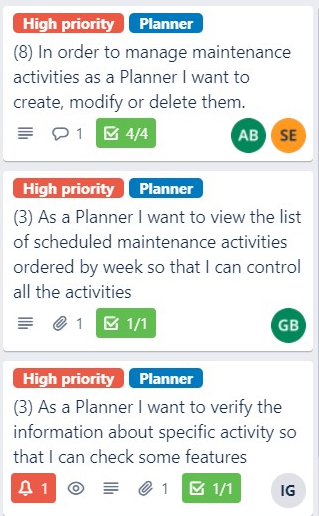 High priority Planner
(8) In order to manage maintenance
activities as a Planner I want to
create, modify or delete them.
1 4/4 AB SE
High priority Planner
(3) As a Planner I want to view the list
of scheduled maintenance activities
ordered by week so that I can control
all the activities
1 1/1 GB
High priority Planner
(3) As a Planner I want to verify the
information about specific activity so
that I can check some features
1 1 1/1 IG